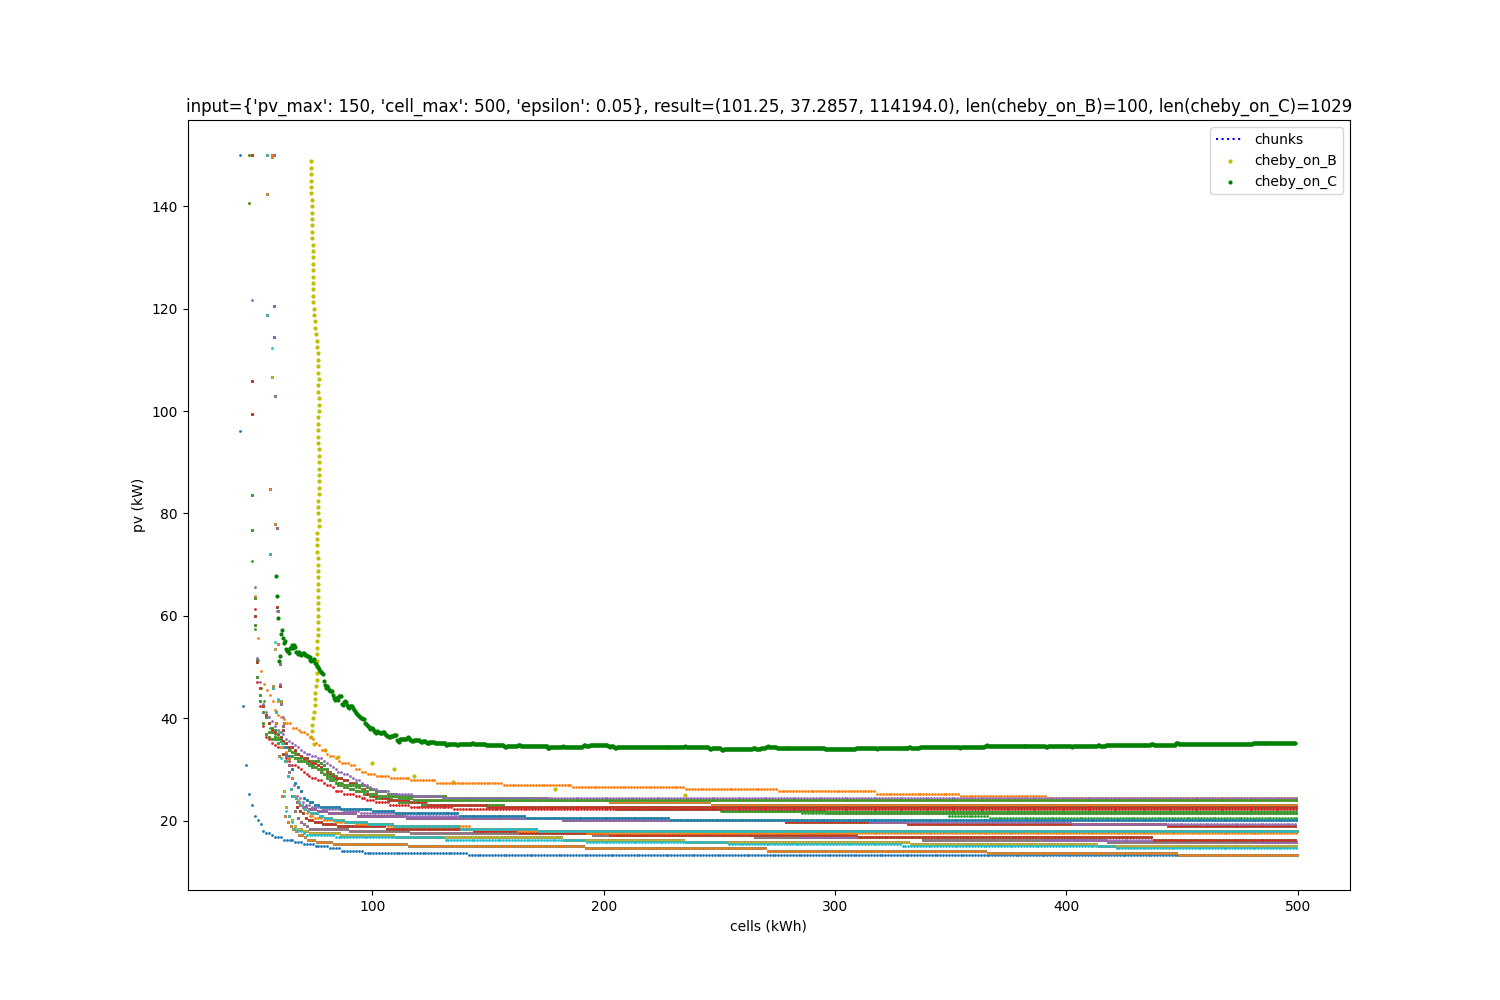 input={'pv_max': 150, 'cell_max': 500, 'epsilon': 0.05}, result=(101.25, 37.2857, 114194.0), len(cheby_on_B)=100, len(cheby_on_C)=1029
chunks
cheby_on_B
cheby_on_C
140
120
100
80
60
40
20
pv (kW)
100 200 300 400 500
cells (kWh)